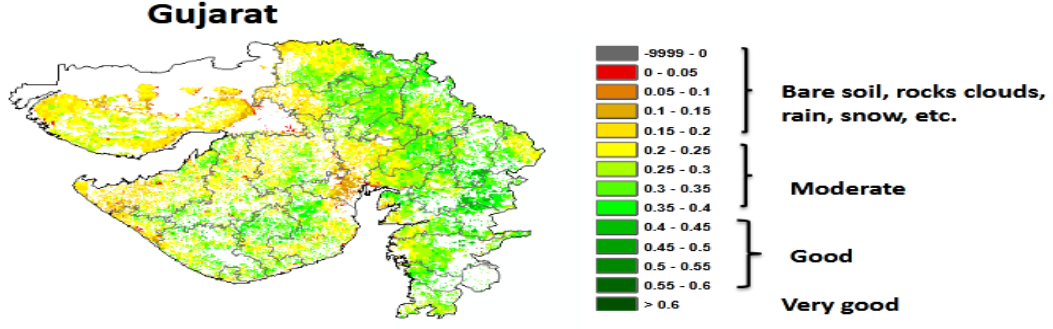 Gujarat
-9999 - 0
0 - 0.05
0.05 - 0.1
0.1 - 0.15
0.15 - 0.2
0.2 - 0.25
0.25 - 0.3
0.3 - 0.35
0.35 - 0.4
0.4 - 0.45
0.45 - 0.5
0.5 - 0.55
0.55 - 0.6
> 0.6
Bare soil, rocks clouds,
rain, snow, etc.
Moderate
Good
Very good